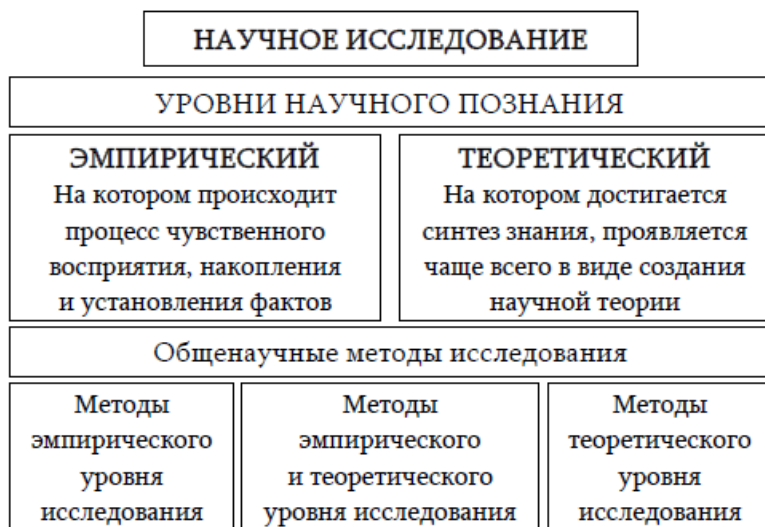 НАУЧНОЕ ИССЛЕДОВАНИЕ
УРОВНИ НАУЧНОГО ПОЗНАНИЯ
ЭМПИРИЧЕСКИЙ
На котором происходит
процесс чувственного
восприятия, накопления
и установления фактов
ТЕОРЕТИЧЕСКИЙ
На котором достигается
синтез знания, проявляется
чаще всего в виде создания
научной теории
Общенаучные методы исследования
Методы
эмпирического
уровня
исследования
Методы
эмпирического
и теоретического
уровня исследования
Методы
теоретического
уровня
исследования